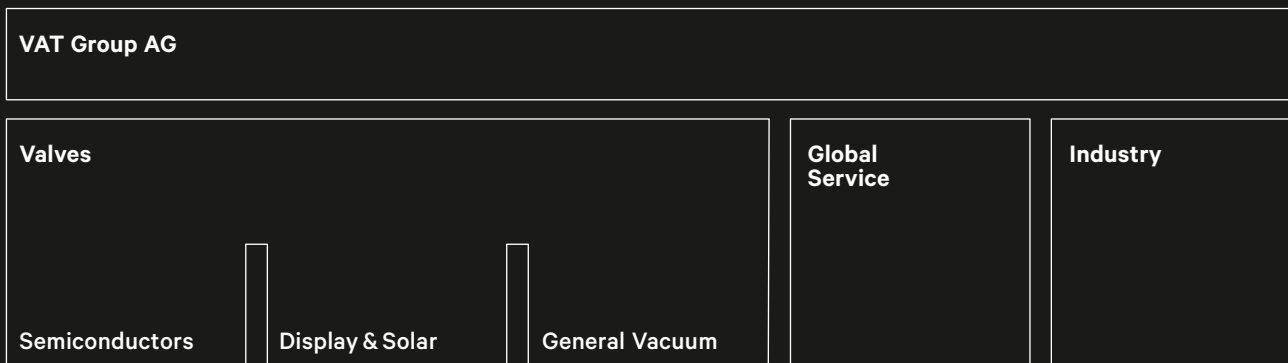 VAT Group AG
Valves
Global
Service
Industry
Semiconductors
Display & Solar
General Vacuum